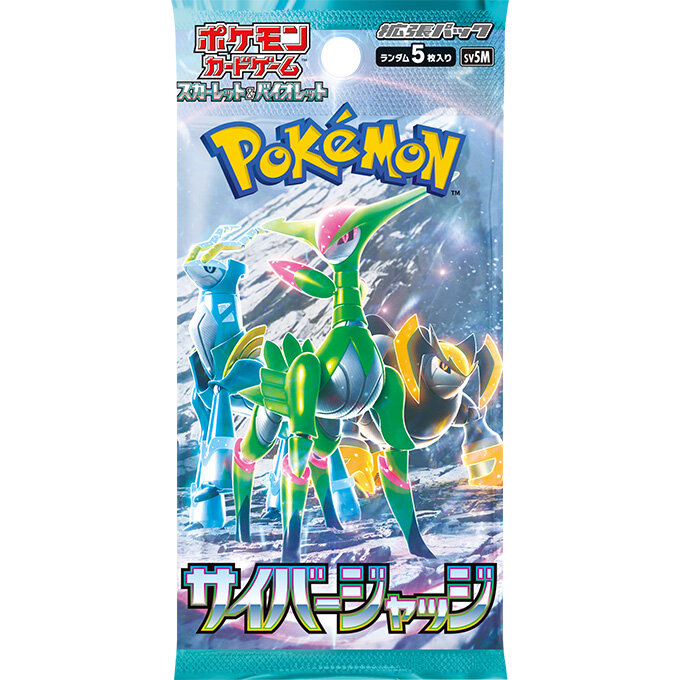 ポケモン
カードゲーム
スカーレット&バイオレット
拡張パック
ランダム5枚入り SV5M
POKéMON
TM
サイバージャッジ